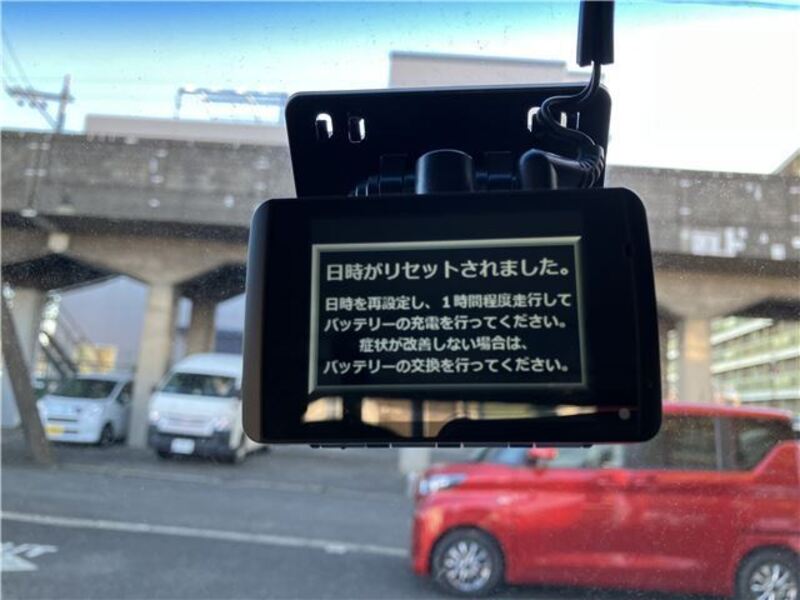 日時がリセットされました。
日時を再設定し、1時間程度走行して
バッテリーの充電を行ってください。
症状が改善しない場合は、
バッテリーの交換を行ってください。